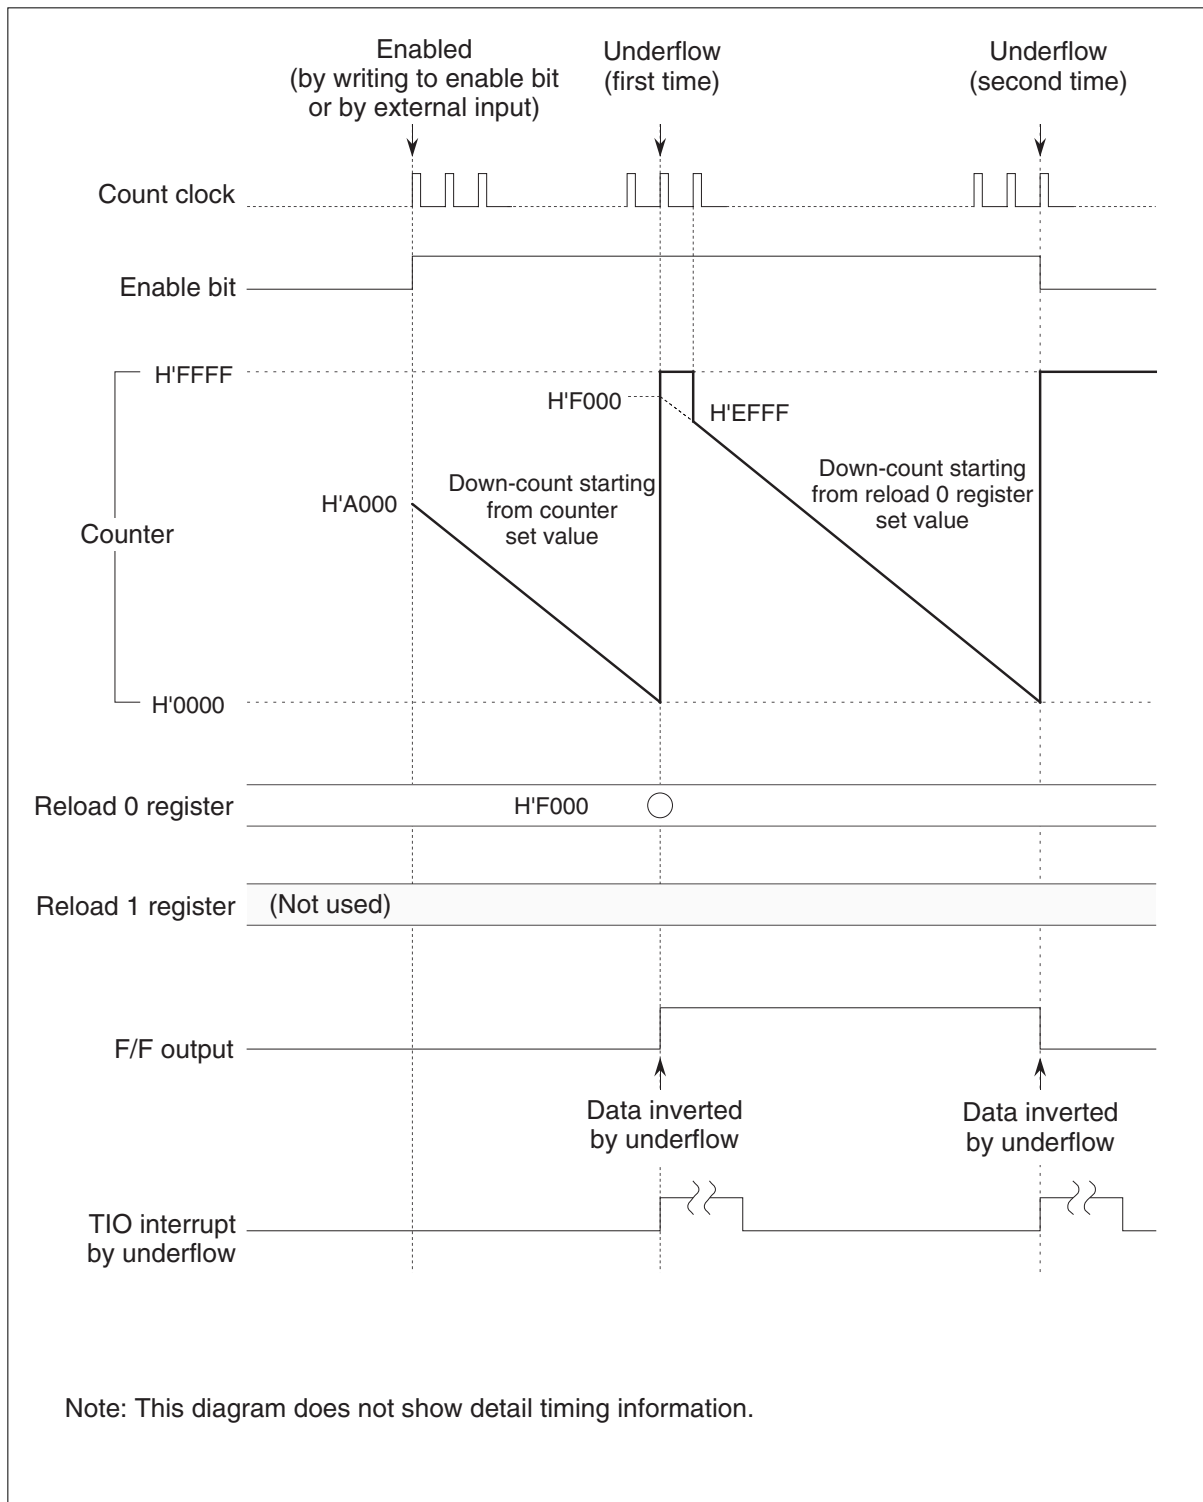 Enabled
(by writing to enable bit
or by external input)
Underflow
(first time)
Underflow
(second time)
Count clock
Enable bit
H'FFFF
H'F000
H'EFFF
Down-count starting
from counter
set value
Down-count starting
from reload 0 register
set value
H'A000
Counter
H'0000
Reload 0 register
H'F000
Reload 1 register
(Not used)
F/F output
Data inverted
by underflow
Data inverted
by underflow
TIO interrupt
by underflow
Note: This diagram does not show detail timing information.